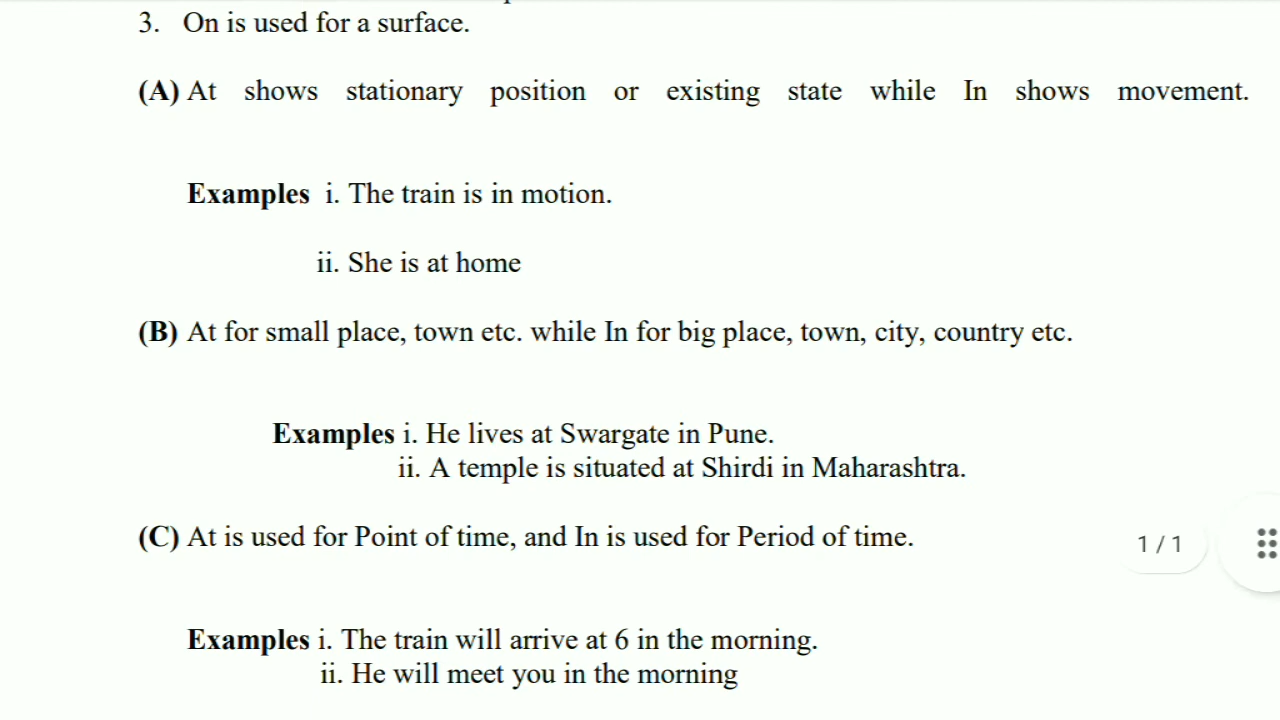 3. On is used for a surface.
(A) At shows stationary position or existing state while In shows movement.
Examples i. The train is in motion.
ii. She is at home
(B) At for small place, town etc. while In for big place, town, city, country etc.
Examples i. He lives at Swargate in Pune.
ii. A temple is situated at Shirdi in Maharashtra.
(C) At is used for Point of time, and In is used for Period of time.
1 / 1
Examples i. The train will arrive at 6 in the morning.
ii. He will meet you in the morning